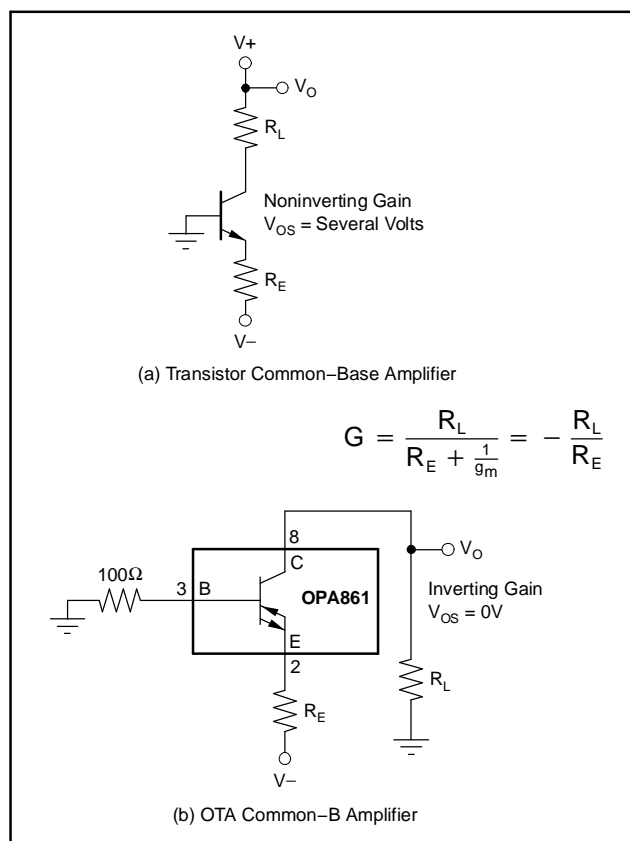 V+
V_O
R_L
Noninverting Gain
V_OS = Several Volts
R_E
V−
(a) Transistor Common−Base Amplifier
G = R_L / (R_E + 1/g_m) = − R_L / R_E
8
C
V_O
100Ω
3 B
OPA861
Inverting Gain
V_OS = 0V
E
2
R_L
R_E
V−
(b) OTA Common−B Amplifier